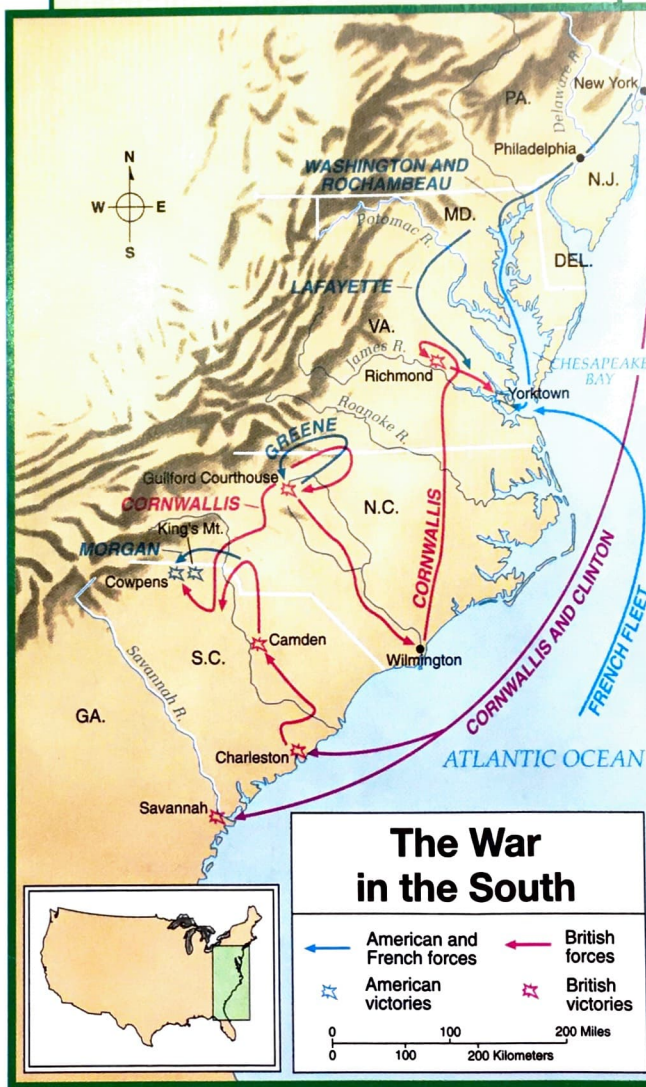 PA.
New York
Delaware R.
Philadelphia
N.J.
N
W
E
S
WASHINGTON AND
ROCHAMBEAU
MD.
Potomac R.
DEL.
LAFAYETTE
VA.
CHESAPEAKE
BAY
James R.
Richmond
Yorktown
Roanoke R.
GREENE
Guilford Courthouse
N.C.
CORNWALLIS
CORNWALLIS
King's Mt.
MORGAN
Cowpens
Camden
Wilmington
S.C.
Savannah R.
CORNWALLIS AND CLINTON
FRENCH FLEET
GA.
Charleston
ATLANTIC OCEAN
Savannah
The War
in the South
American and
French forces
British
forces
American
victories
British
victories
0 100 200 Miles
0 100 200 Kilometers